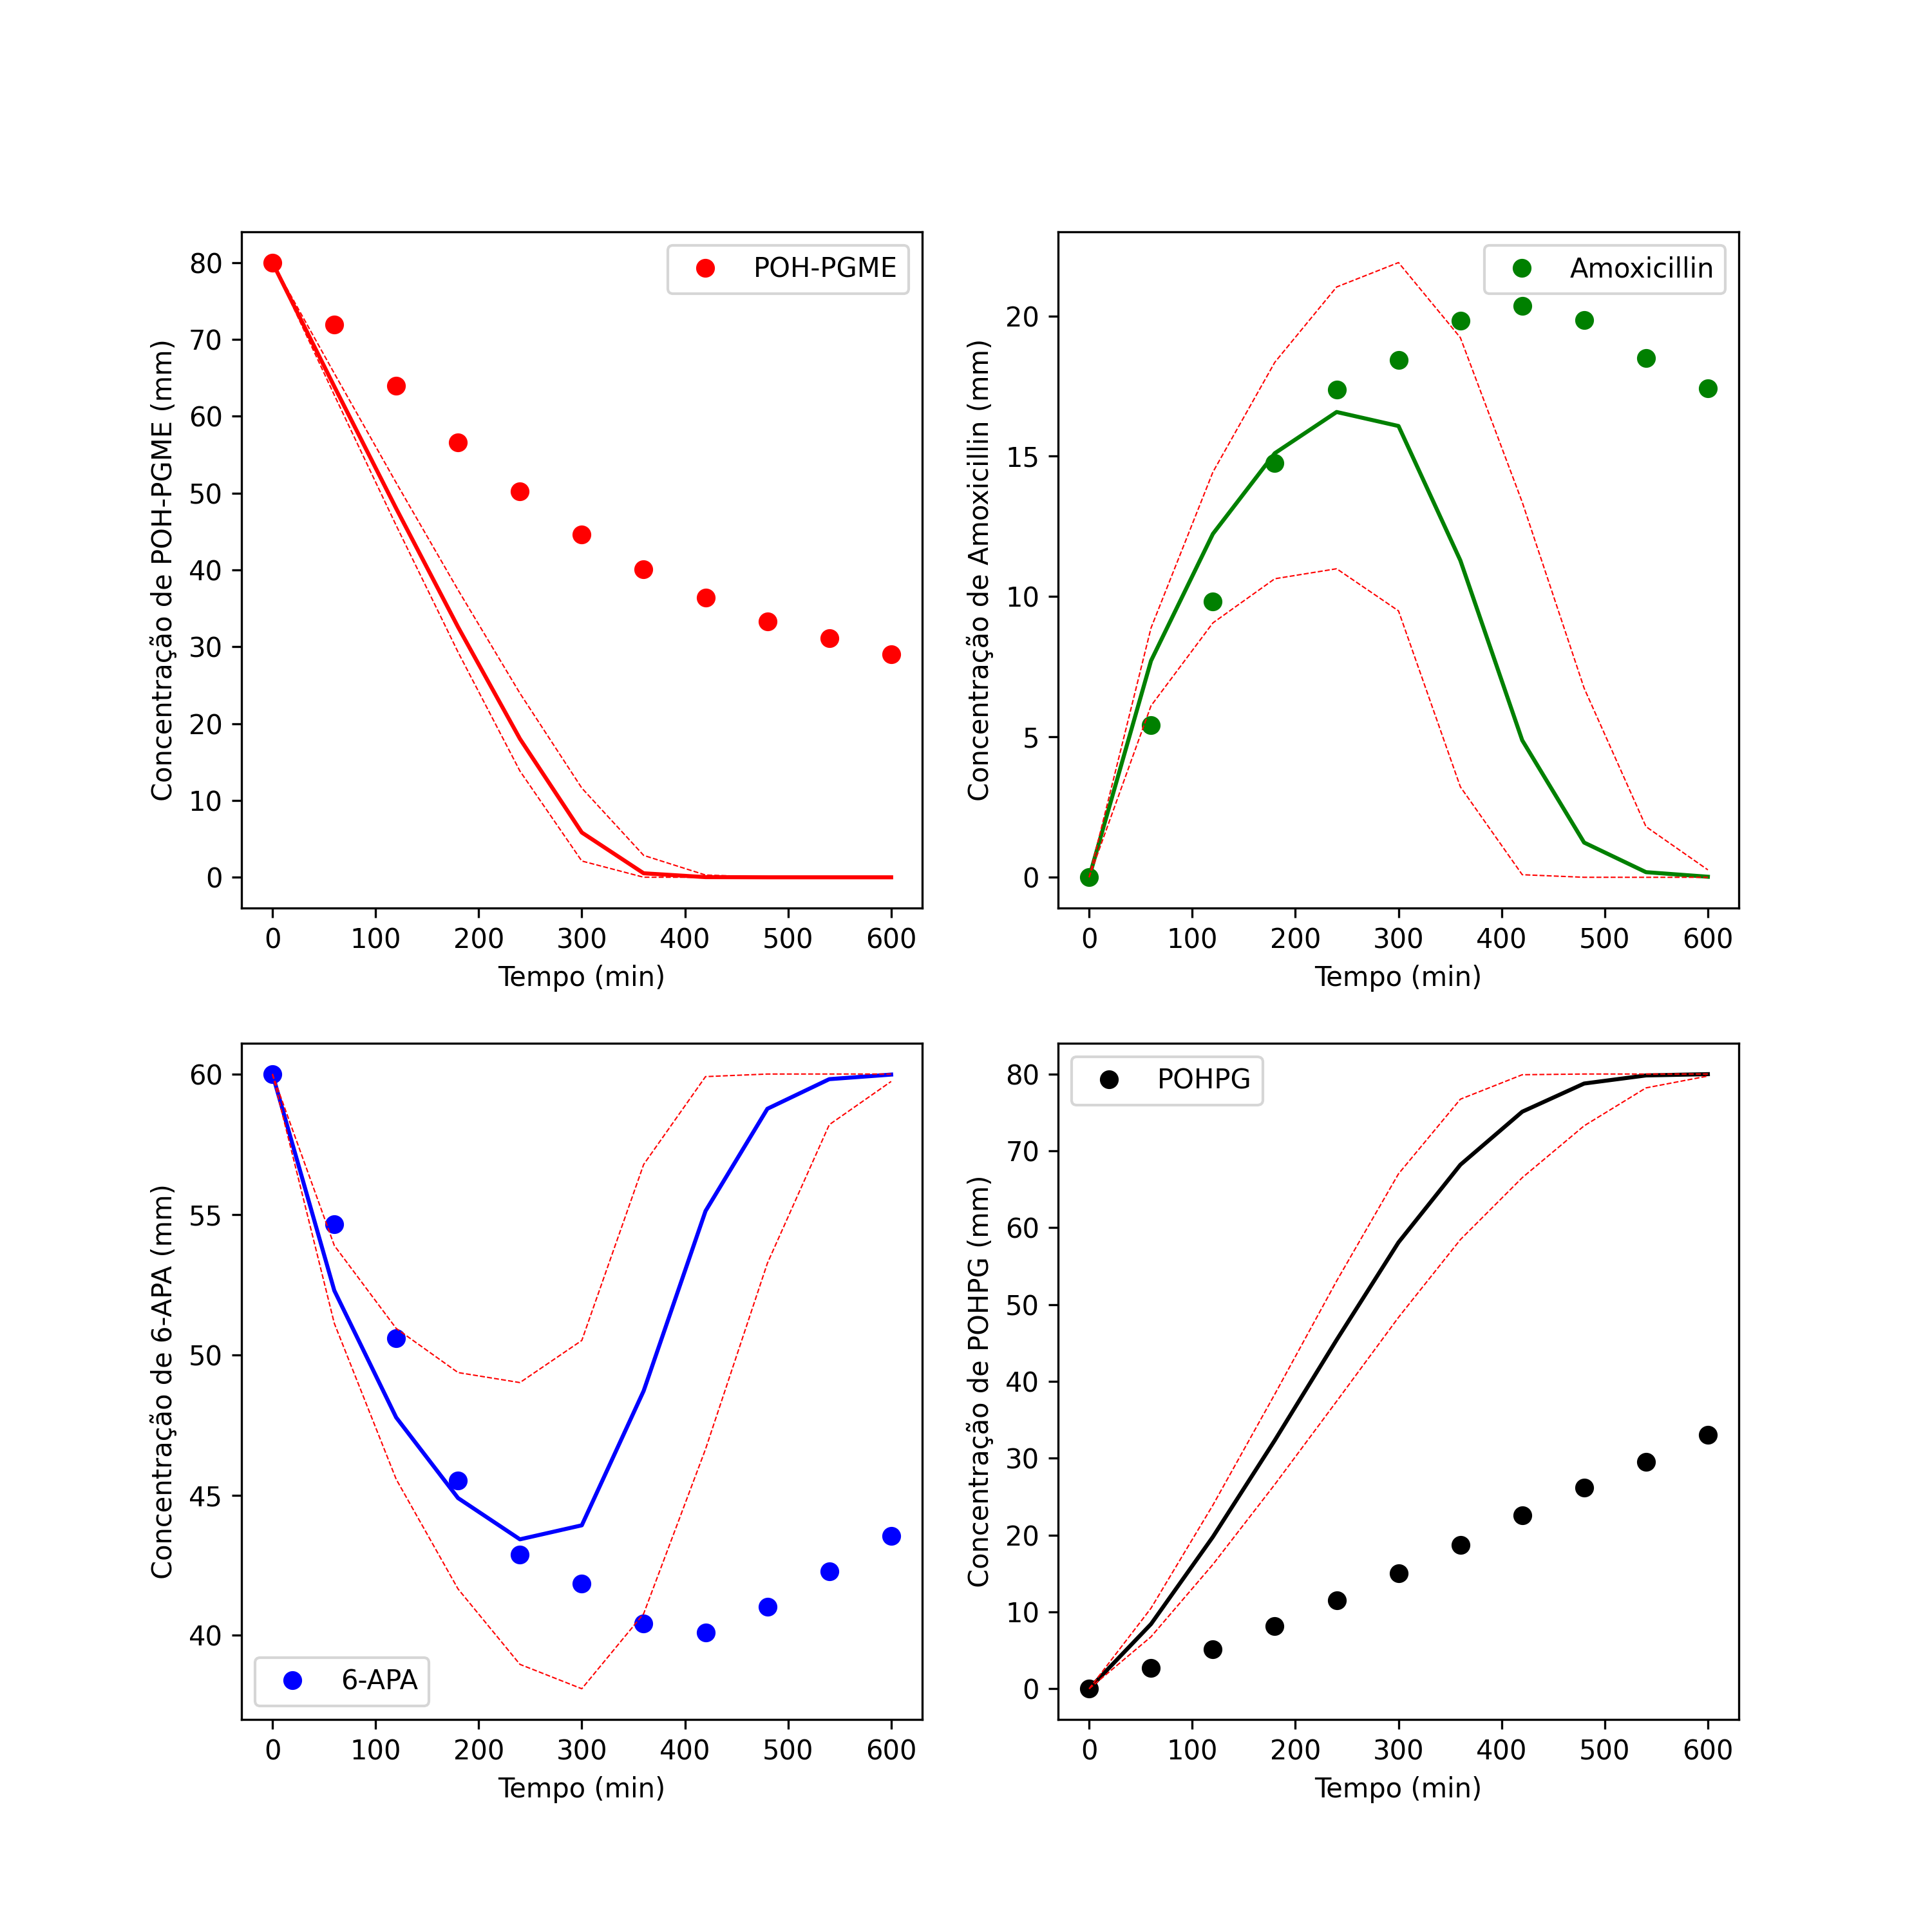 POH-PGME
Concentração de POH-PGME (mm)
80
70
60
50
40
30
20
10
0
0 100 200 300 400 500 600
Tempo (min)
Amoxicillin
Concentração de Amoxicillin (mm)
20
15
10
5
0
0 100 200 300 400 500 600
Tempo (min)
6-APA
Concentração de 6-APA (mm)
60
55
50
45
40
0 100 200 300 400 500 600
Tempo (min)
POHPG
Concentração de POHPG (mm)
80
70
60
50
40
30
20
10
0
0 100 200 300 400 500 600
Tempo (min)